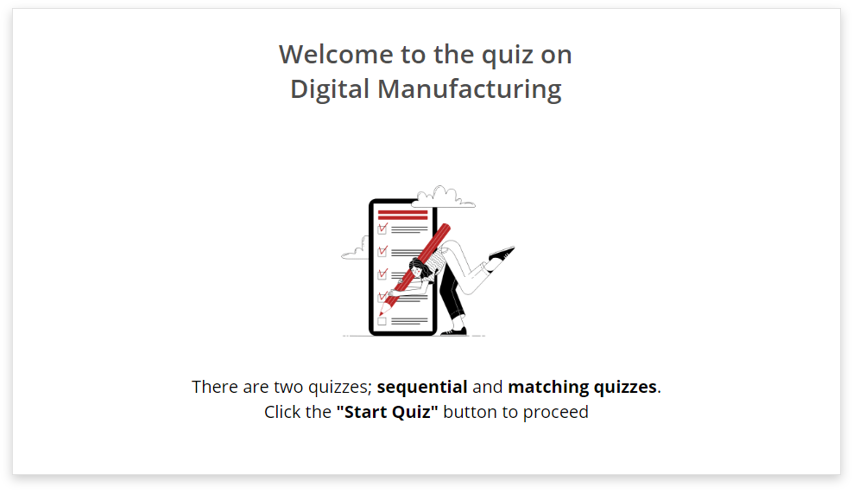 Welcome to the quiz on
Digital Manufacturing
There are two quizzes; sequential and matching quizzes.
Click the "Start Quiz" button to proceed